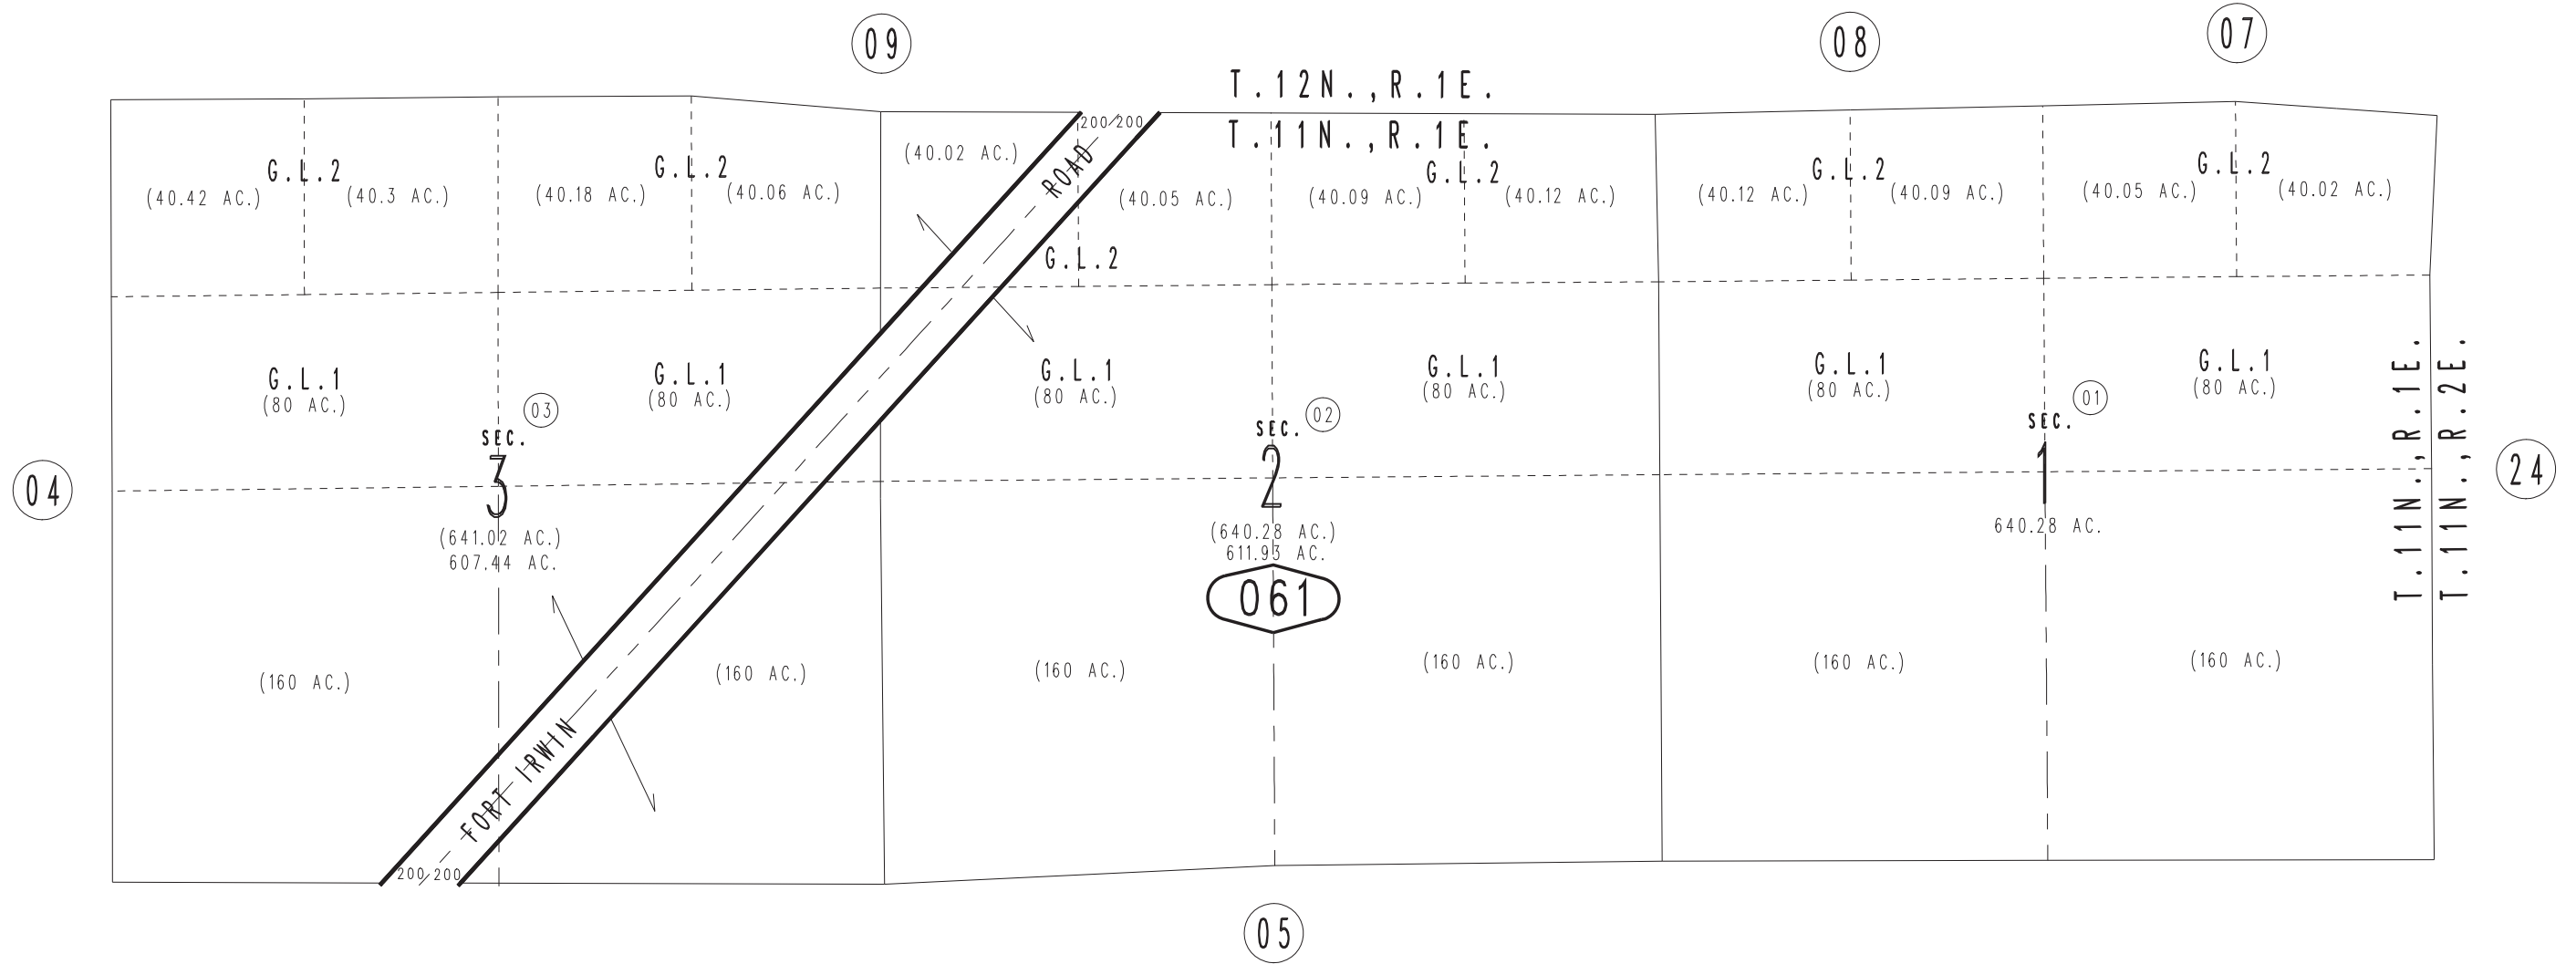 09
08
07
T.12N.,R.1E.
T.11N.,R.1E.
200 200
(40.02 AC.)
ROAD
G.L.2
(40.42 AC.) (40.3 AC.)
G.L.2
(40.18 AC.) (40.06 AC.)
(40.05 AC.)
G.L.2
G.L.2
(40.09 AC.) (40.12 AC.)
G.L.2
(40.12 AC.) (40.09 AC.)
G.L.2
(40.05 AC.) (40.02 AC.)
G.L.1
(80 AC.)
G.L.1
(80 AC.)
G.L.1
(80 AC.)
G.L.1
(80 AC.)
G.L.1
(80 AC.)
G.L.1
(80 AC.)
T.11N.,R.1E.
T.11N.,R.2E.
04
03
SEC.
3
(641.02 AC.)
607.44 AC.
02
SEC.
2
(640.28 AC.)
611.93 AC.
061
01
SEC.
1
640.28 AC.
24
(160 AC.)
(160 AC.)
(160 AC.)
(160 AC.)
(160 AC.)
(160 AC.)
FORT IRWIN
200 200
05